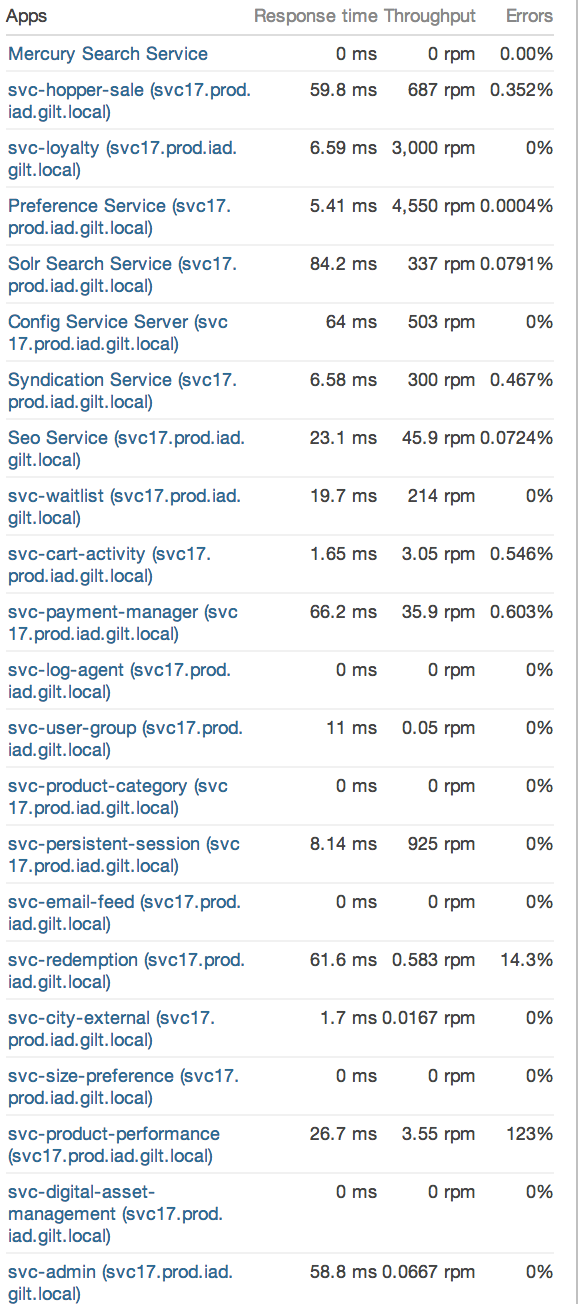 Apps Response time Throughput Errors
Mercury Search Service 0 ms 0 rpm 0.00%
svc-hopper-sale (svc17.prod. 59.8 ms 687 rpm 0.352%
iad.gilt.local)
svc-loyalty (svc17.prod.iad. 6.59 ms 3,000 rpm 0%
gilt.local)
Preference Service (svc17. 5.41 ms 4,550 rpm 0.0004%
prod.iad.gilt.local)
Solr Search Service (svc17. 84.2 ms 337 rpm 0.0791%
prod.iad.gilt.local)
Config Service Server (svc 64 ms 503 rpm 0%
17.prod.iad.gilt.local)
Syndication Service (svc17. 6.58 ms 300 rpm 0.467%
prod.iad.gilt.local)
Seo Service (svc17.prod.iad. 23.1 ms 45.9 rpm 0.0724%
gilt.local)
svc-waitlist (svc17.prod.iad. 19.7 ms 214 rpm 0%
gilt.local)
svc-cart-activity (svc17. 1.65 ms 3.05 rpm 0.546%
prod.iad.gilt.local)
svc-payment-manager (svc 66.2 ms 35.9 rpm 0.603%
17.prod.iad.gilt.local)
svc-log-agent (svc17.prod. 0 ms 0 rpm 0%
iad.gilt.local)
svc-user-group (svc17.prod. 11 ms 0.05 rpm 0%
iad.gilt.local)
svc-product-category (svc 0 ms 0 rpm 0%
17.prod.iad.gilt.local)
svc-persistent-session (svc 8.14 ms 925 rpm 0%
17.prod.iad.gilt.local)
svc-email-feed (svc17.prod. 0 ms 0 rpm 0%
iad.gilt.local)
svc-redemption (svc17.prod. 61.6 ms 0.583 rpm 14.3%
iad.gilt.local)
svc-city-external (svc17. 1.7 ms 0.0167 rpm 0%
prod.iad.gilt.local)
svc-size-preference (svc17. 0 ms 0 rpm 0%
prod.iad.gilt.local)
svc-product-performance 26.7 ms 3.55 rpm 123%
(svc17.prod.iad.gilt.local)
svc-digital-asset- 0 ms 0 rpm 0%
management (svc17.prod.
iad.gilt.local)
svc-admin (svc17.prod.iad. 58.8 ms 0.0667 rpm 0%
gilt.local)